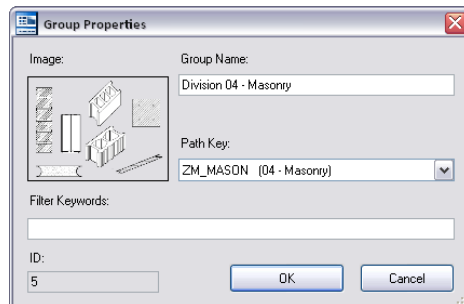 Group Properties
Image:
Group Name:
Division 04 - Masonry
Path Key:
ZM_MASON (04 - Masonry)
Filter Keywords:
ID:
5
OK
Cancel